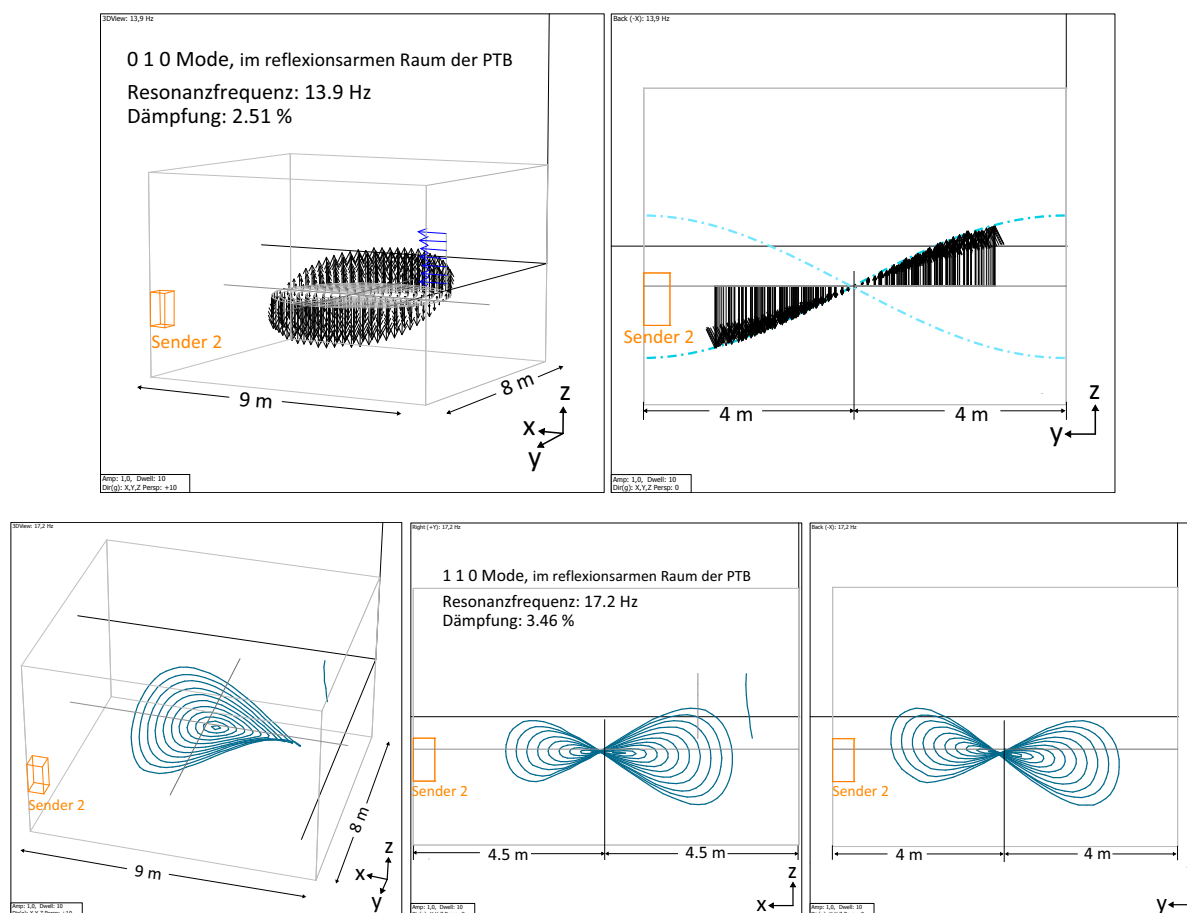 3DView: 13,9 Hz
0 1 0 Mode, im reflexionsarmen Raum der PTB
Resonanzfrequenz: 13.9 Hz
Dämpfung: 2.51 %
Sender 2
9 m
8 m
z
x
y
Amp: 1,0, Dwell: 10
Dir(g): X,Y,Z Persp: +10
Back (-X): 13,9 Hz
Sender 2
4 m
4 m
z
y
Amp: 1,0, Dwell: 10
Dir(g): X,Y,Z Persp: 0
3DView: 17,2 Hz
Sender 2
9 m
8 m
z
x
y
Amp: 1,0, Dwell: 10
Right (+Y): 17,2 Hz
1 1 0 Mode, im reflexionsarmen Raum der PTB
Resonanzfrequenz: 17.2 Hz
Dämpfung: 3.46 %
Sender 2
4.5 m
4.5 m
z
x
Amp: 1,0, Dwell: 10
Back (-X): 17,2 Hz
Sender 2
4 m
4 m
y
Amp: 1,0, Dwell: 10